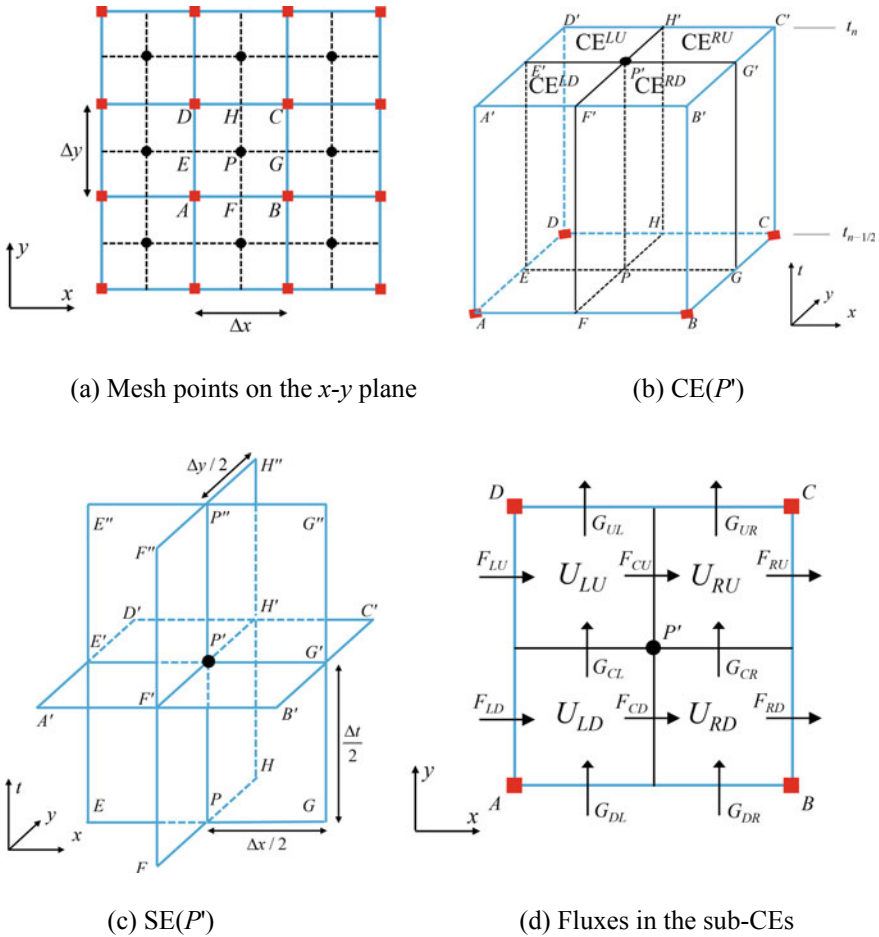 D H C
Δy
E P G
A F B
y
x
Δx
(a) Mesh points on the x-y plane
D′ H′ C′ tₙ
CE^LU CE^RU
E′ P′ G′
CE^LD CE^RD
A′ F′ B′
D H C tₙ₋₁/₂
E P G
A F B
t
y
x
(b) CE(P′)
Δy / 2 H″
E″ P″ G″
F″
D′ H′ C′
E′ P′ G′
A′ F′ B′
Δt
2
H
E P G
F
Δx / 2
t
y
x
(c) SE(P′)
D C
G_UL G_UR
F_LU F_CU F_RU
U_LU U_RU
P′
G_CL G_CR
F_LD F_CD F_RD
U_LD U_RD
A B
G_DL G_DR
y
x
(d) Fluxes in the sub-CEs